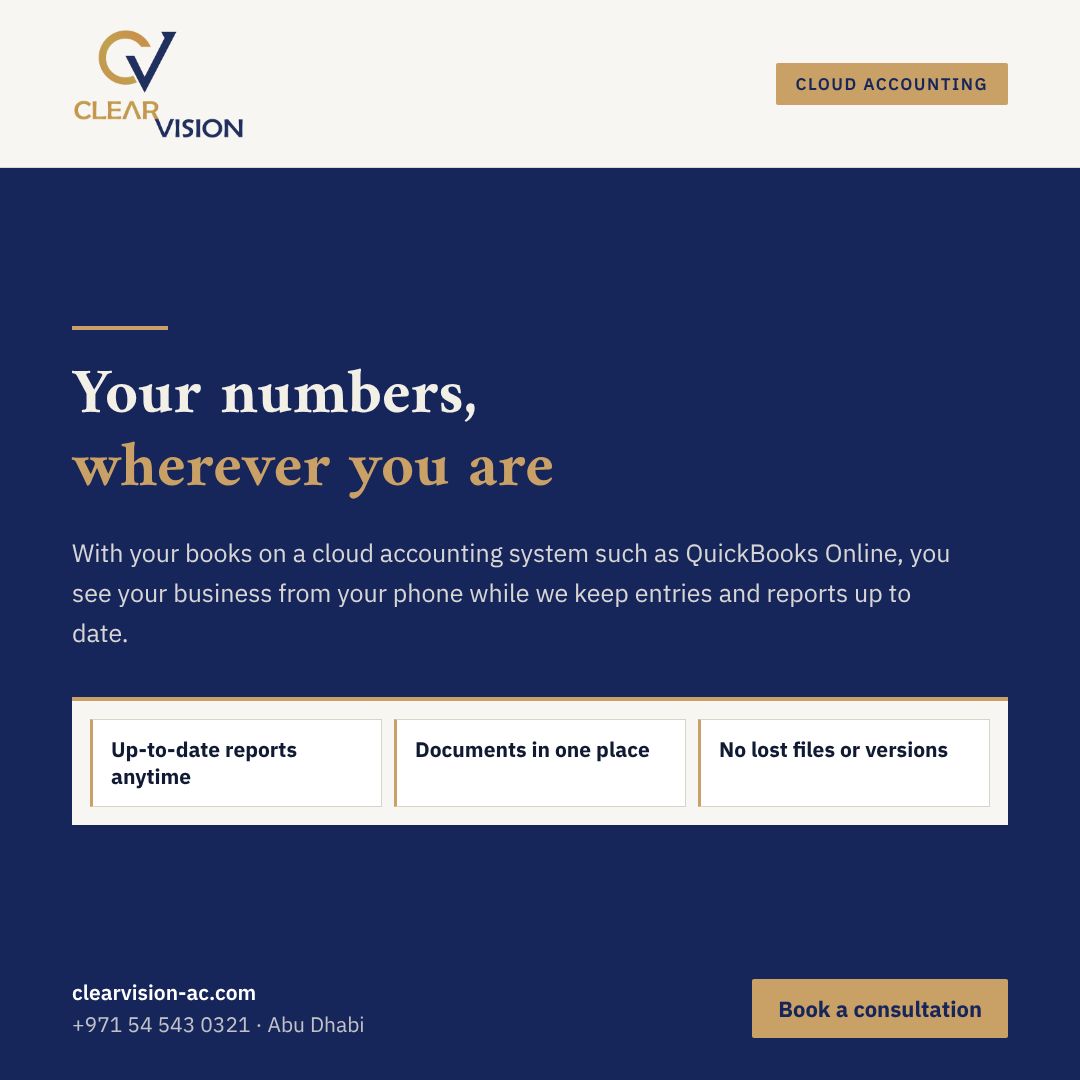 CLEAR
VISION
CLOUD ACCOUNTING
Your numbers,
wherever you are
With your books on a cloud accounting system such as QuickBooks Online, you
see your business from your phone while we keep entries and reports up to
date.
Up-to-date reports
anytime
Documents in one place
No lost files or versions
clearvision-ac.com
+971 54 543 0321 · Abu Dhabi
Book a consultation